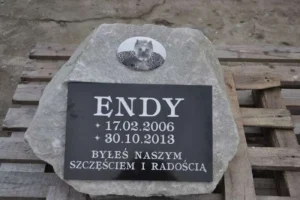 ENDY
+ 17.02.2006
+ 30.10.2013
BYŁEŚ NASZYM
SZCZĘŚCIEM I RADOŚCIĄ